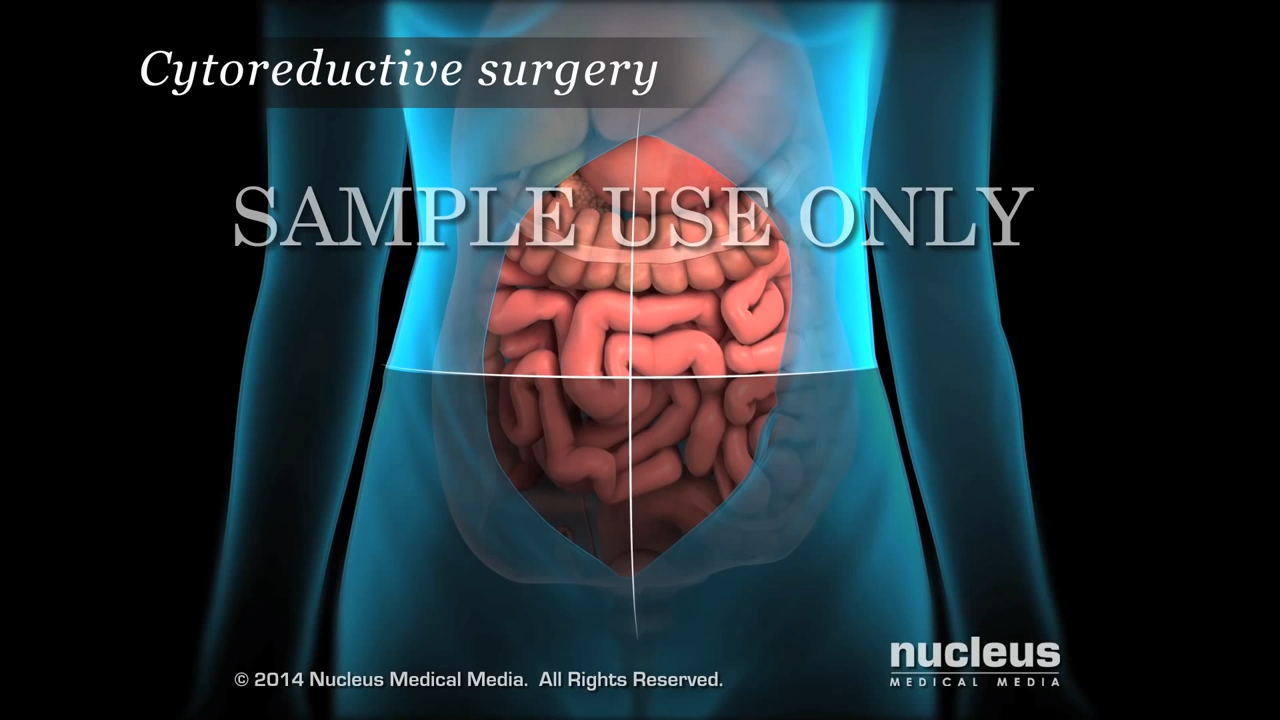 Cytoreductive surgery
SAMPLE USE ONLY
nucleus
MEDICAL MEDIA
© 2014 Nucleus Medical Media.  All Rights Reserved.